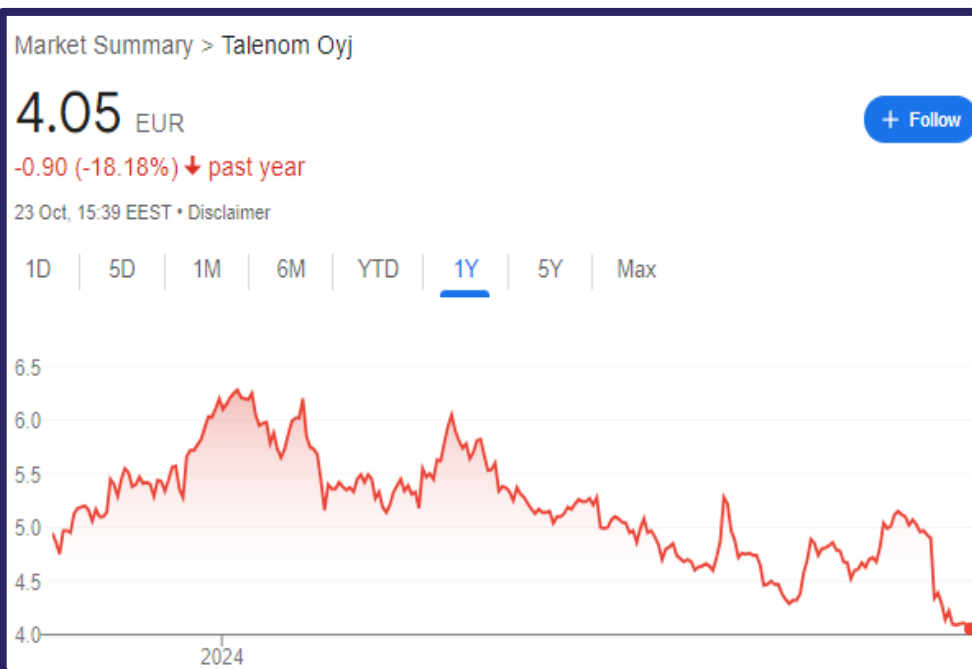 Market Summary > Talenom Oyj
4.05 EUR
+ Follow
-0.90 (-18.18%) ↓ past year
23 Oct, 15:39 EEST • Disclaimer
1D 5D 1M 6M YTD 1Y 5Y Max
6.5
6.0
5.5
5.0
4.5
4.0
2024